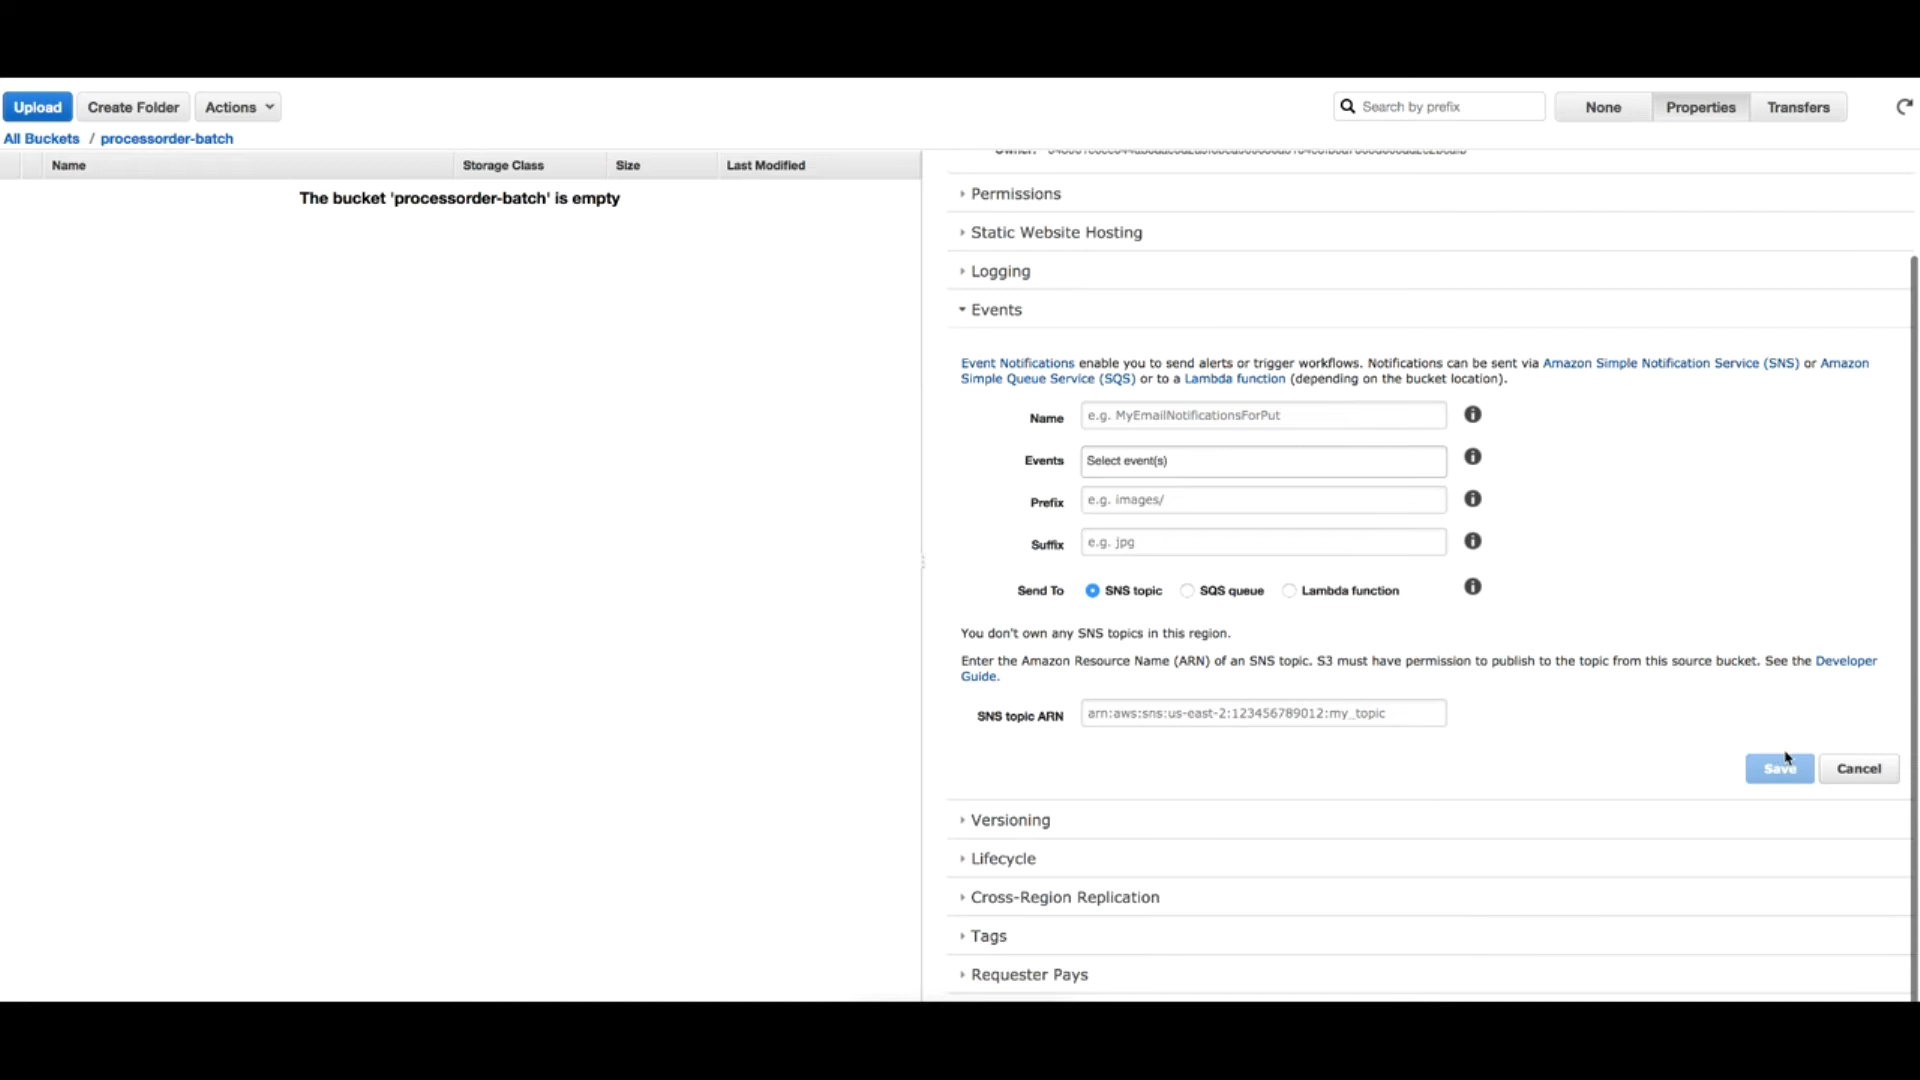 Upload Create Folder Actions Search by prefix None Properties Transfers
All Buckets / processorder-batch
Name Storage Class Size Last Modified
The bucket 'processorder-batch' is empty
Owner:
Permissions
Static Website Hosting
Logging
Events
Event Notifications enable you to send alerts or trigger workflows. Notifications can be sent via Amazon Simple Notification Service (SNS) or Amazon
Simple Queue Service (SQS) or to a Lambda function (depending on the bucket location).
Name e.g. MyEmailNotificationsForPut
Events Select event(s)
Prefix e.g. images/
Suffix e.g. jpg
Send To SNS topic SQS queue Lambda function
You don't own any SNS topics in this region.
Enter the Amazon Resource Name (ARN) of an SNS topic. S3 must have permission to publish to the topic from this source bucket. See the Developer
Guide.
SNS topic ARN arn:aws:sns:us-east-2:123456789012:my_topic
Save Cancel
Versioning
Lifecycle
Cross-Region Replication
Tags
Requester Pays